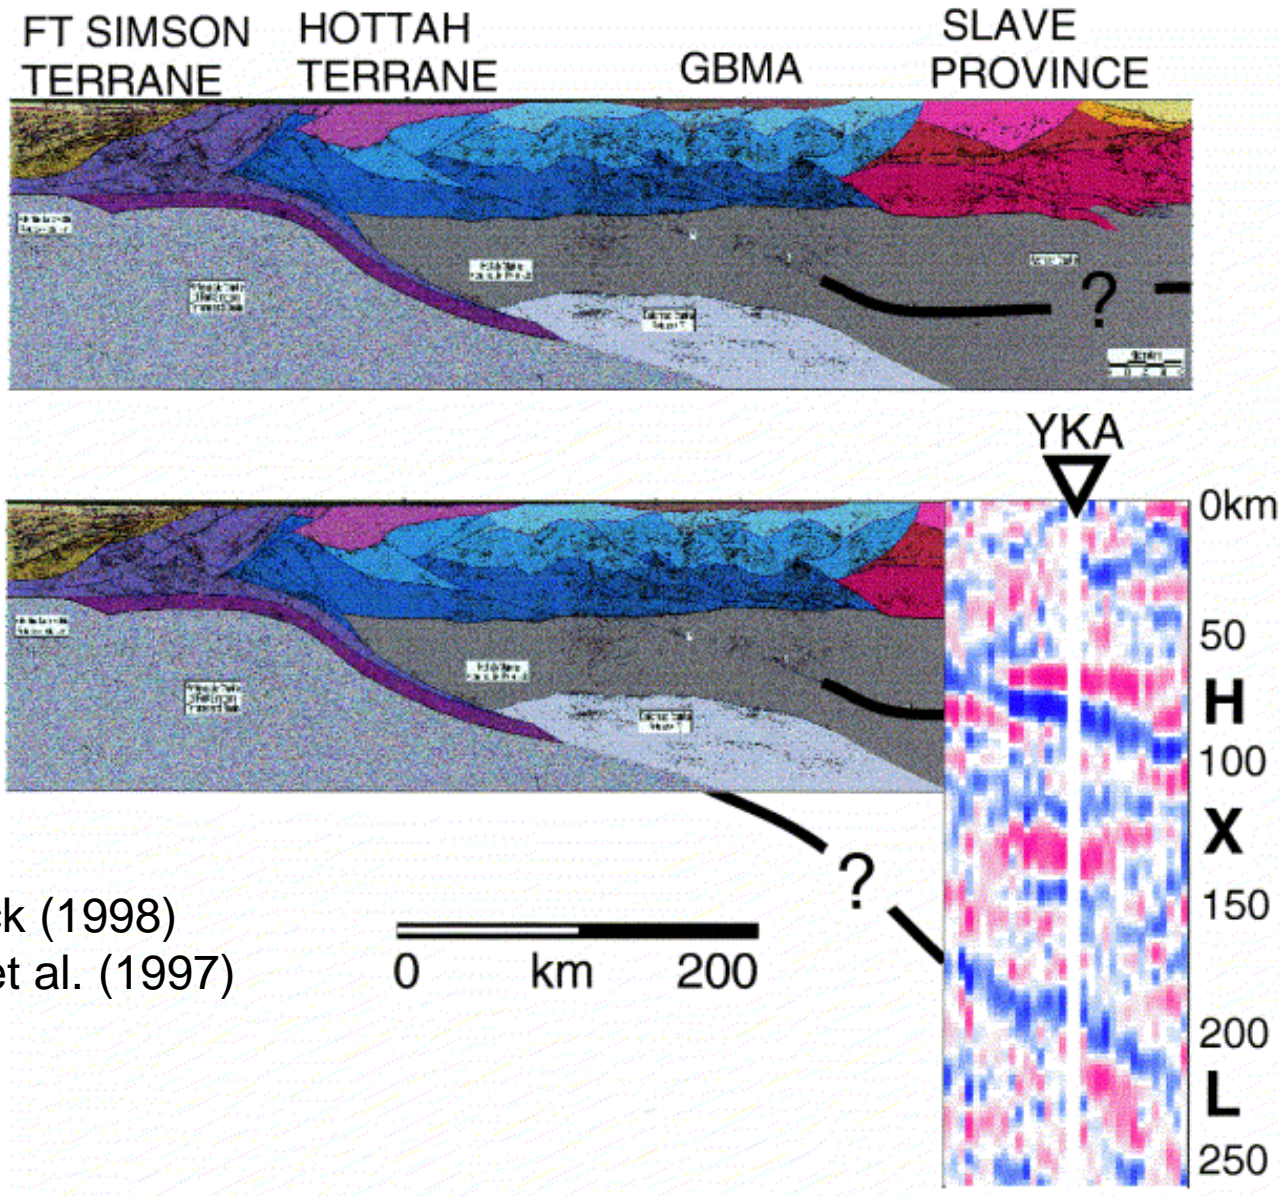 FT SIMSON
TERRANE
HOTTAH
TERRANE
GBMA
SLAVE
PROVINCE
?
YKA
0km
50
H
100
X
150
200
L
250
?
ck (1998)
et al. (1997)
0 km 200